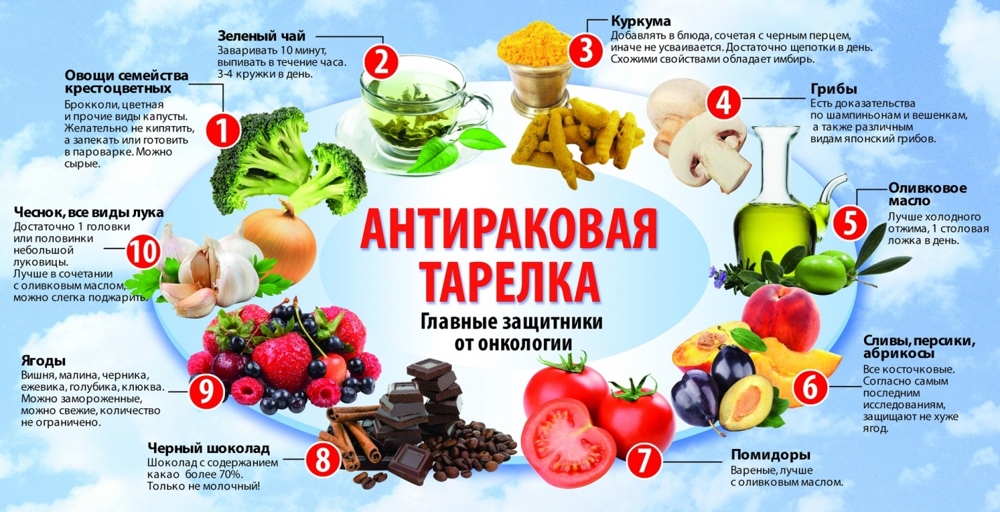 АНТИРАКОВАЯ
ТАРЕЛКА
Главные защитники
от онкологии
1
Овощи семейства
крестоцветных
Брокколи, цветная
и прочие виды капусты.
Желательно не кипятить,
а запекать или готовить
в пароварке. Можно
сырые.
2
Зеленый чай
Заваривать 10 минут,
выпивать в течение часа.
3-4 кружки в день.
3
Куркума
Добавлять в блюда, сочетая с черным перцем,
иначе не усваивается. Достаточно щепотки в день.
Схожими свойствами обладает имбирь.
4
Грибы
Есть доказательства
по шампиньонам и вешенкам,
а также различным
видам японский грибов.
5
Оливковое
масло
Лучше холодного
отжима, 1 столовая
ложка в день.
6
Сливы, персики,
абрикосы
Все косточковые.
Согласно самым
последним
исследованиям,
защищают не хуже
ягод.
7
Помидоры
Вареные, лучше
с оливковым маслом.
8
Черный шоколад
Шоколад с содержанием
какао более 70%.
Только не молочный!
9
Ягоды
Вишня, малина, черника,
ежевика, голубика, клюква.
Можно замороженные,
можно свежие, количество
не ограничено.
10
Чеснок, все виды лука
Достаточно 1 головки
или половинки
небольшой
луковицы.
Лучше в сочетании
с оливковым маслом,
можно слегка поджарить.